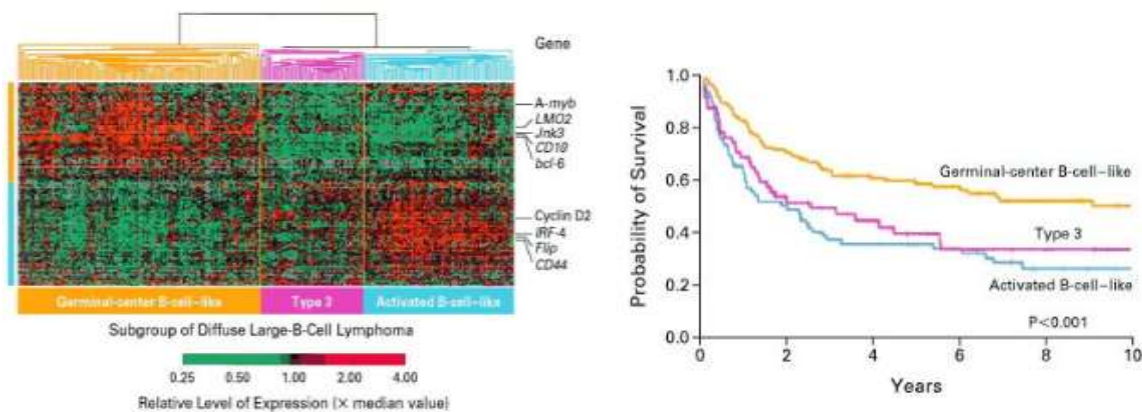 Gene
A-myb
LMO2
Jnk3
CD10
bcl-6
Cyclin D2
IRF-4
Flip
CD44
Germinal-center B-cell–like
Type 3
Activated B-cell–like
Subgroup of Diffuse Large-B-Cell Lymphoma
0.25 0.50 1.00 2.00 4.00
Relative Level of Expression (× median value)
1.0
0.8
0.6
0.4
0.2
0.0
Probability of Survival
Germinal-center B-cell–like
Type 3
Activated B-cell–like
P<0.001
0 2 4 6 8 10
Years